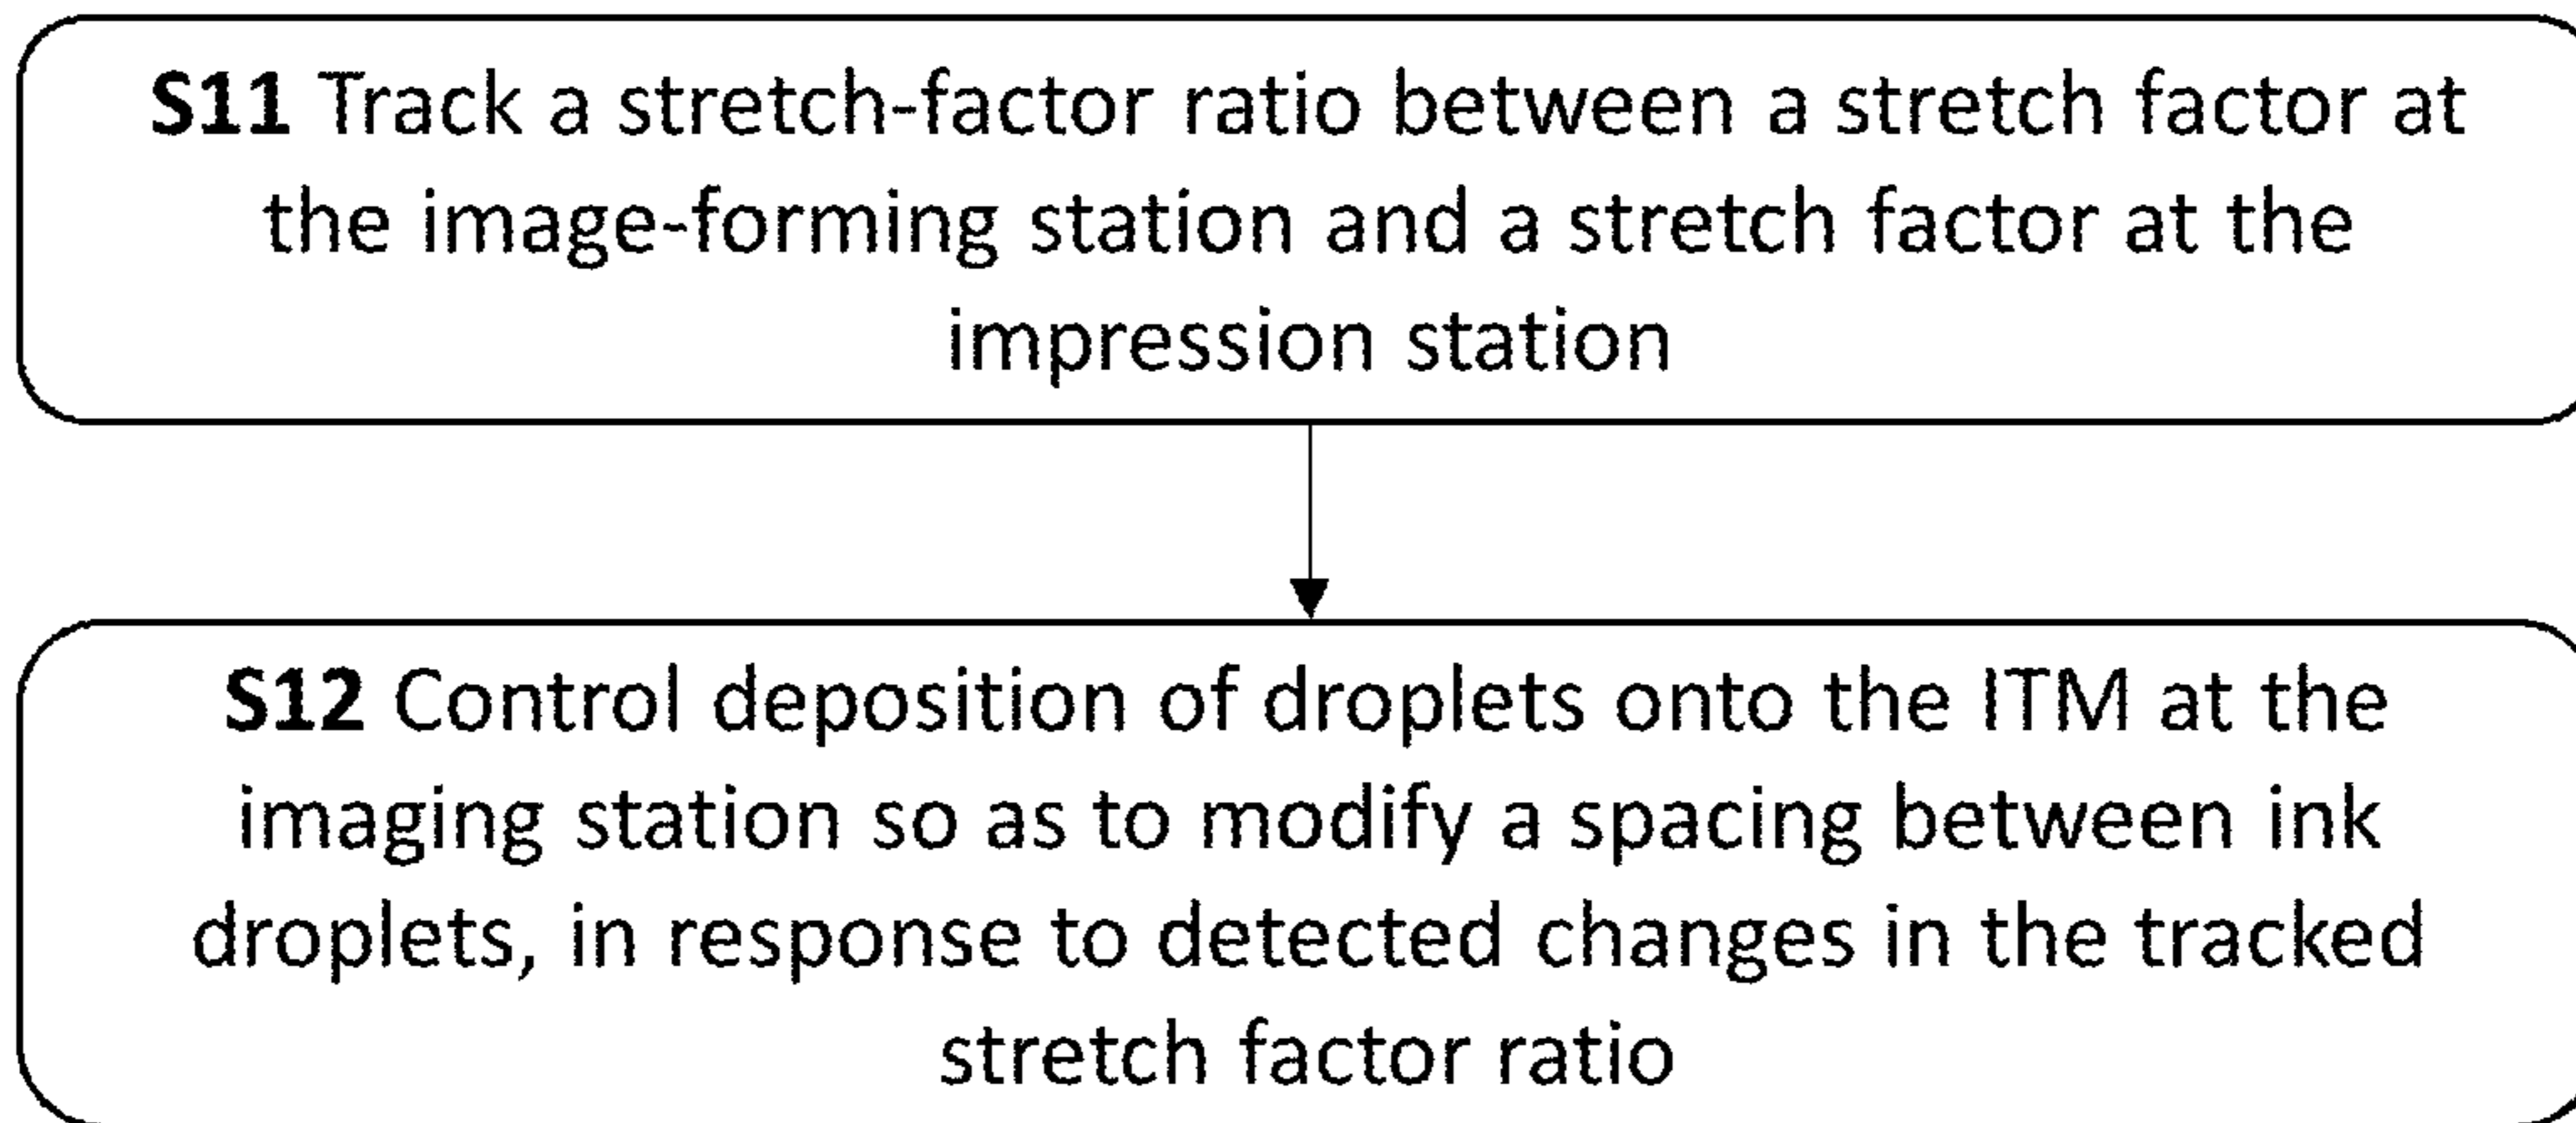 S11 Track a stretch-factor ratio between a stretch factor at
the image-forming station and a stretch factor at the
impression station
S12 Control deposition of droplets onto the ITM at the
imaging station so as to modify a spacing between ink
droplets, in response to detected changes in the tracked
stretch factor ratio